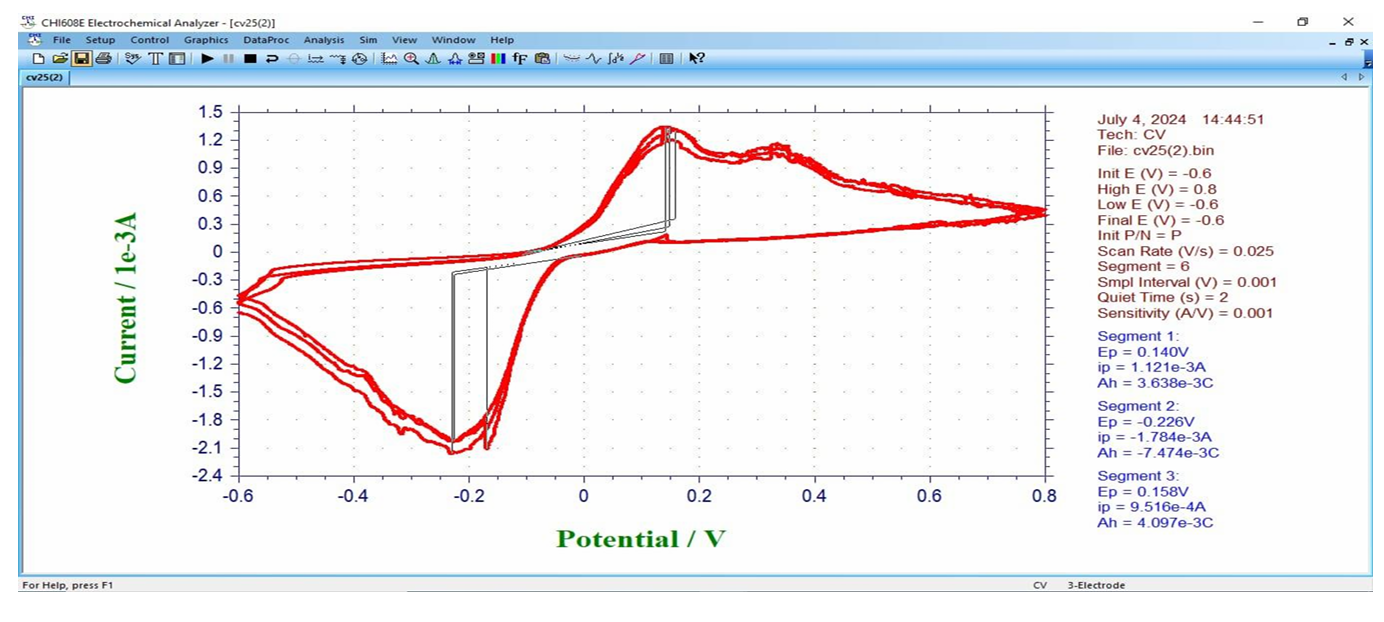 CHI608E Electrochemical Analyzer - [cv25(2)]
File Setup Control Graphics DataProc Analysis Sim View Window Help
cv25(2)
1.5
1.2
0.9
0.6
0.3
0
-0.3
-0.6
-0.9
-1.2
-1.5
-1.8
-2.1
-2.4
Current / 1e-3A
-0.6 -0.4 -0.2 0 0.2 0.4 0.6 0.8
Potential / V
July 4, 2024 14:44:51
Tech: CV
File: cv25(2).bin
Init E (V) = -0.6
High E (V) = 0.8
Low E (V) = -0.6
Final E (V) = -0.6
Init P/N = P
Scan Rate (V/s) = 0.025
Segment = 6
Smpl Interval (V) = 0.001
Quiet Time (s) = 2
Sensitivity (A/V) = 0.001
Segment 1:
Ep = 0.140V
ip = 1.121e-3A
Ah = 3.638e-3C
Segment 2:
Ep = -0.226V
ip = -1.784e-3A
Ah = -7.474e-3C
Segment 3:
Ep = 0.158V
ip = 9.516e-4A
Ah = 4.097e-3C
For Help, press F1
CV 3-Electrode